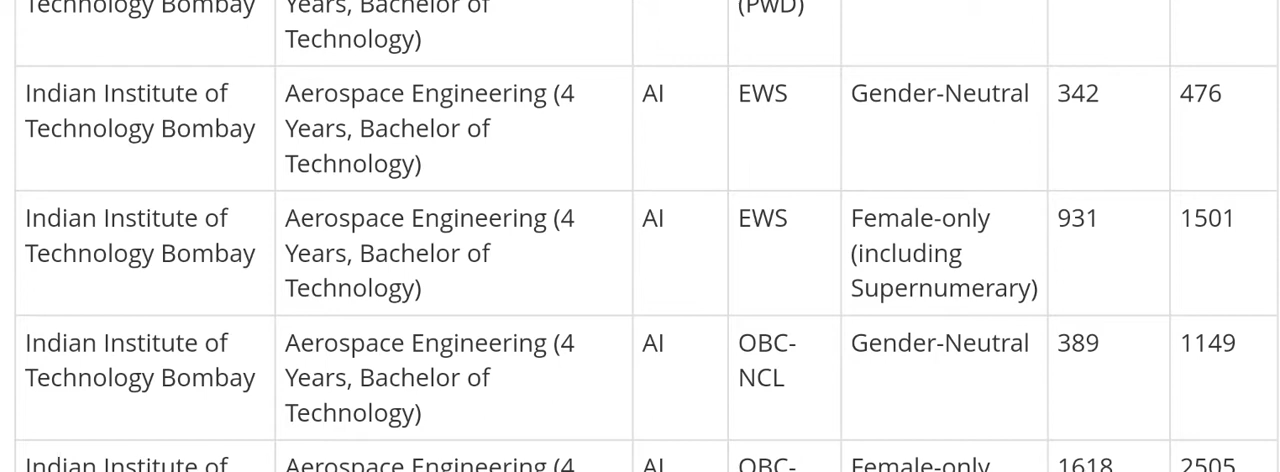 Technology Bombay Years, Bachelor of (PwD)
Technology)
Indian Institute of Aerospace Engineering (4 AI EWS Gender-Neutral 342 476
Technology Bombay Years, Bachelor of
Technology)
Indian Institute of Aerospace Engineering (4 AI EWS Female-only 931 1501
Technology Bombay Years, Bachelor of (including
Technology) Supernumerary)
Indian Institute of Aerospace Engineering (4 AI OBC- Gender-Neutral 389 1149
Technology Bombay Years, Bachelor of NCL
Technology)
Indian Institute of Aerospace Engineering (4 AI OBC- Female-only 1618 2505